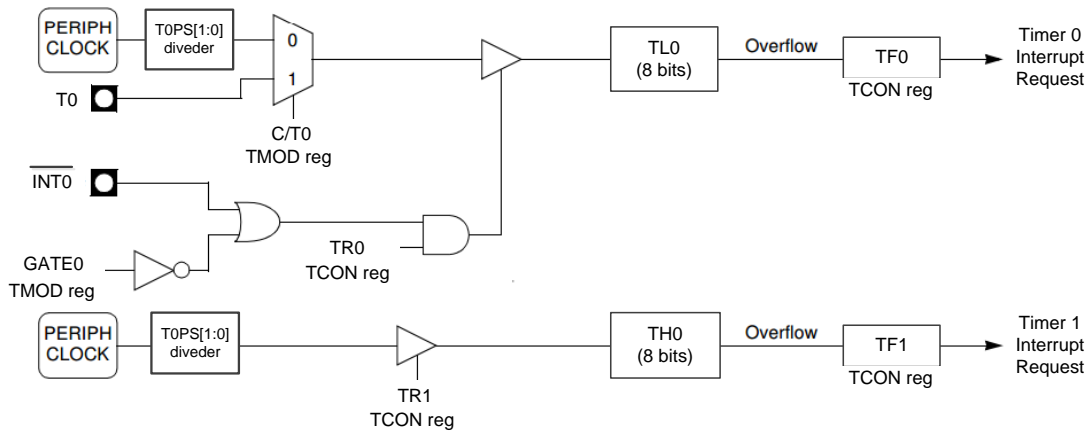 PERIPH
CLOCK
T0PS[1:0]
diveder
0
1
T0
C/T0
TMOD reg
TL0
(8 bits)
Overflow
TF0
TCON reg
Timer 0
Interrupt
Request
INT0
GATE0
TMOD reg
TR0
TCON reg
PERIPH
CLOCK
T0PS[1:0]
diveder
TR1
TCON reg
TH0
(8 bits)
Overflow
TF1
TCON reg
Timer 1
Interrupt
Request